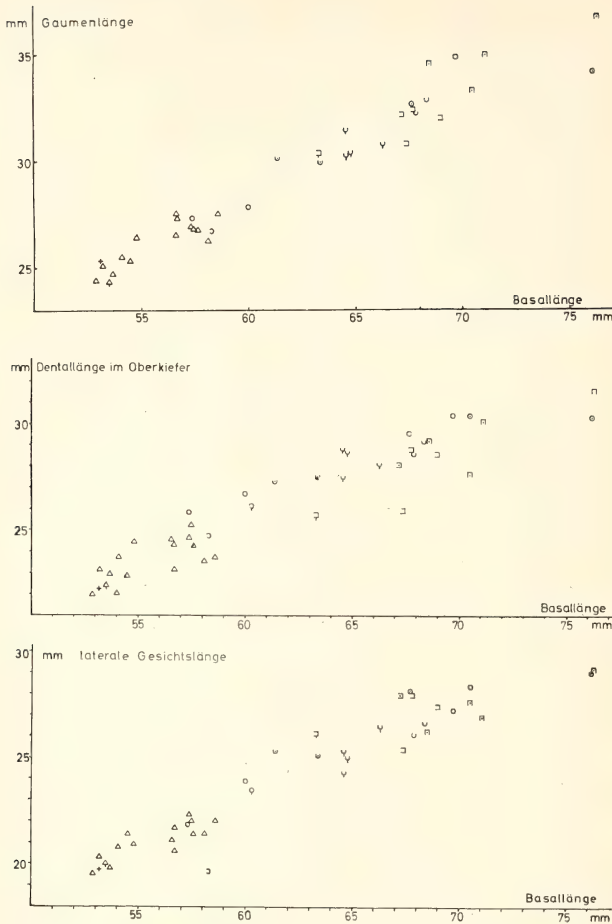 mm Gaumenlänge
35
30
25
Basallänge
55 60 65 70 75 mm
mm Dentallänge im Oberkiefer
30
25
Basallänge
55 60 65 70 mm
30 mm laterale Gesichtslänge
25
20
Basallänge
55 60 65 70 75 mm